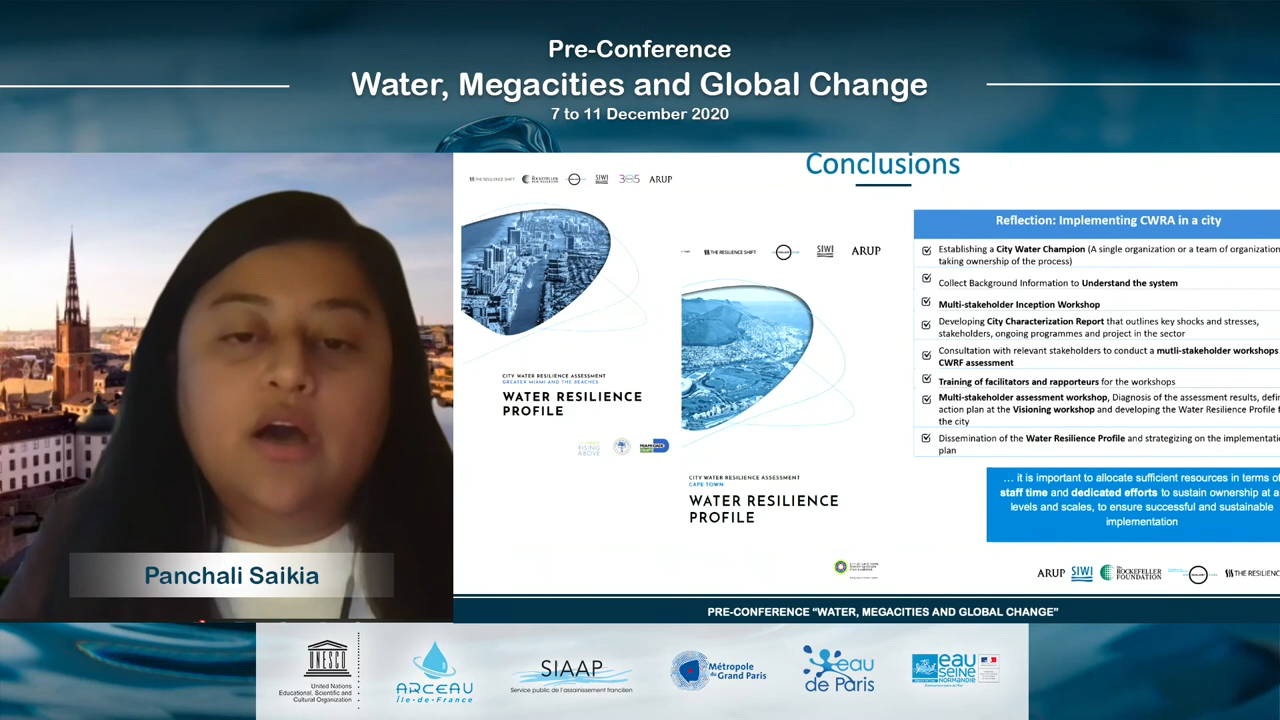 Pre-Conference
Water, Megacities and Global Change
7 to 11 December 2020
Conclusions
THE RESILIENCE SHIFT
ROCKEFELLER FOUNDATION
SIWI
ARUP
CITY WATER RESILIENCE ASSESSMENT
GREATER MIAMI AND THE BEACHES
WATER RESILIENCE
PROFILE
RISING
ABOVE
THE RESILIENCE SHIFT
SIWI
ARUP
CITY WATER RESILIENCE ASSESSMENT
CAPE TOWN
WATER RESILIENCE
PROFILE
Reflection: Implementing CWRA in a city
Establishing a City Water Champion (A single organization or a team of organization
taking ownership of the process)
Collect Background Information to Understand the system
Multi-stakeholder Inception Workshop
Developing City Characterization Report that outlines key shocks and stresses,
stakeholders, ongoing programmes and project in the sector
Consultation with relevant stakeholders to conduct a mutli-stakeholder workshops
CWRF assessment
Training of facilitators and rapporteurs for the workshops
Multi-stakeholder assessment workshop, Diagnosis of the assessment results, defin
action plan at the Visioning workshop and developing the Water Resilience Profile f
the city
Dissemination of the Water Resilience Profile and strategizing on the implementatio
plan
... it is important to allocate sufficient resources in terms of
staff time and dedicated efforts to sustain ownership at a
levels and scales, to ensure successful and sustainable
implementation
ARUP
SIWI
The
ROCKEFELLER
FOUNDATION
THE RESILIENC
Panchali Saikia
PRE-CONFERENCE “WATER, MEGACITIES AND GLOBAL CHANGE”
UNESCO
United Nations
Educational, Scientific and
Cultural Organization
ARCEAU
Île-de-France
SIAAP
Service public de l'assainissement francilien
Métropole
du Grand Paris
eau
de Paris
eau
SEINE
NORMANDIE